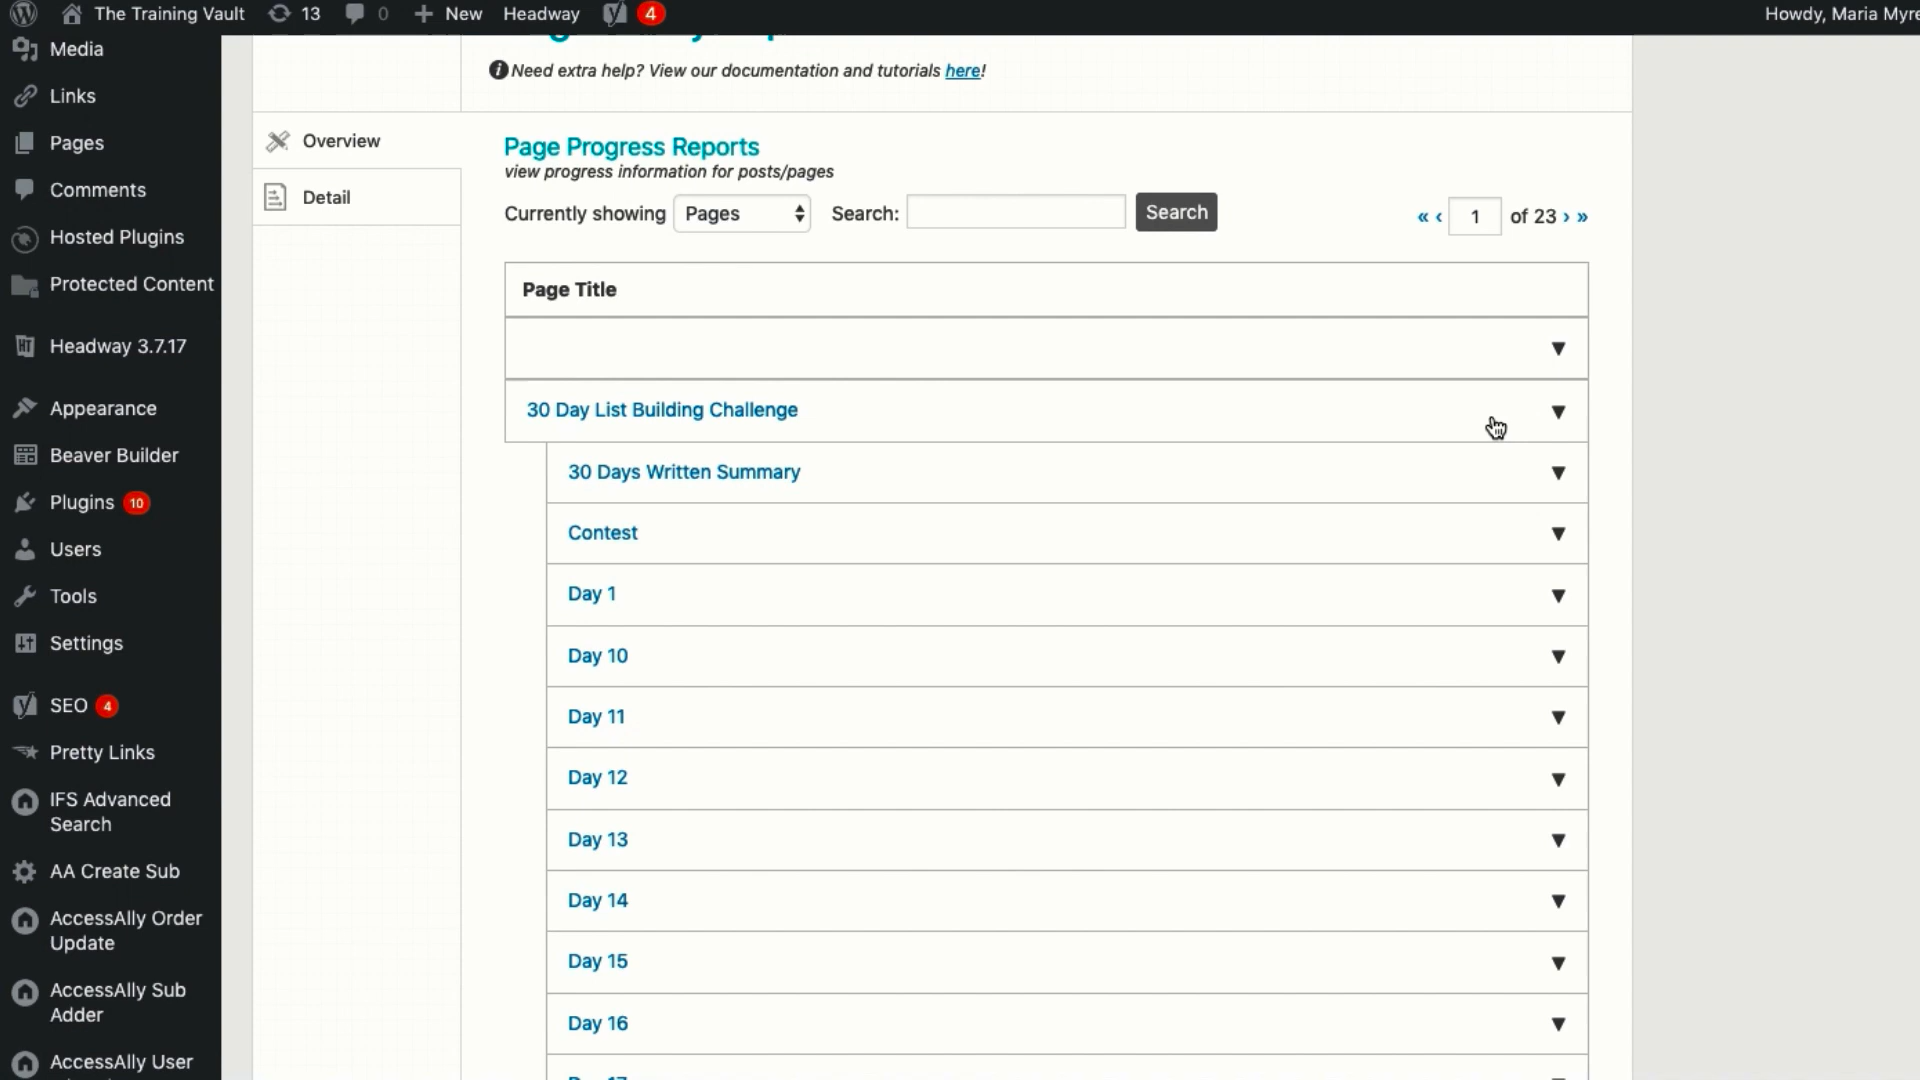 The Training Vault 13 0 New Headway 4 Howdy, Maria Myre
Media
Links
Pages
Comments
Hosted Plugins
Protected Content
Headway 3.7.17
Appearance
Beaver Builder
Plugins 10
Users
Tools
Settings
SEO 4
Pretty Links
IFS Advanced
Search
AA Create Sub
AccessAlly Order
Update
AccessAlly Sub
Adder
AccessAlly User
Need extra help? View our documentation and tutorials here!
Overview
Detail
Page Progress Reports
view progress information for posts/pages
Currently showing Pages Search: Search « ‹ 1 of 23 › »
Page Title
30 Day List Building Challenge
30 Days Written Summary
Contest
Day 1
Day 10
Day 11
Day 12
Day 13
Day 14
Day 15
Day 16